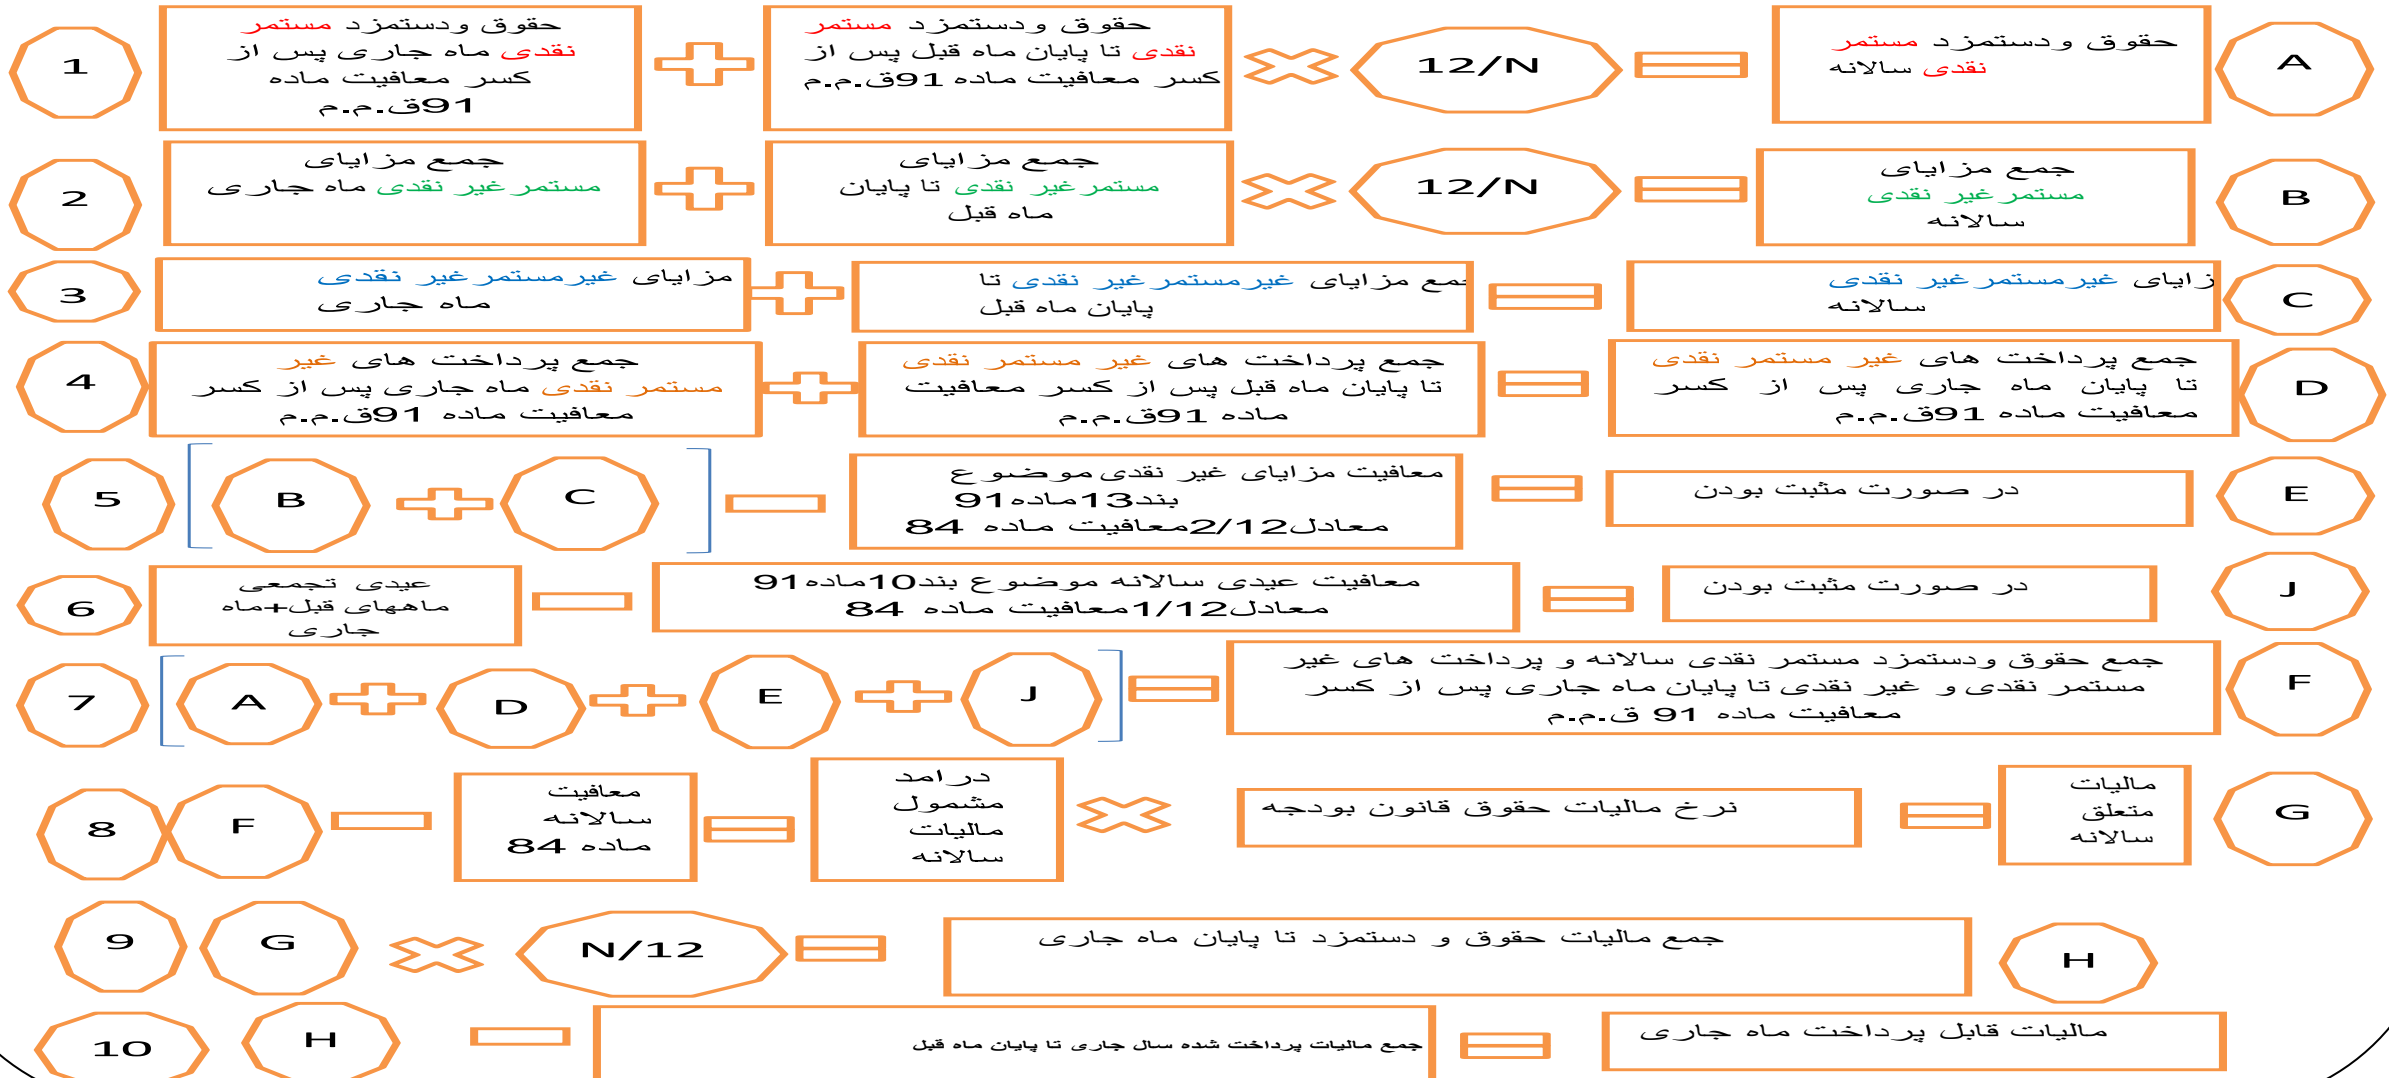 1
حقوق ودستمزد مستمر
نقدی ماه جاری پس از
کسر معافیت ماده
91ق.م.م
حقوق ودستمزد مستمر
نقدی تا پایان ماه قبل پس از
کسر معافیت ماده 91ق.م.م
12/N
حقوق ودستمزد مستمر
نقدی سالانه
A
2
جمع مزایای
مستمرغیر نقدی ماه جاری
جمع مزایای
مستمرغیر نقدی تا پایان
ماه قبل
12/N
جمع مزایای
مستمرغیر نقدی
سالانه
B
3
مزایای غیرمستمرغیر نقدی
ماه جاری
مع مزایای غیرمستمرغیر نقدی تا
پایان ماه قبل
زایای غیرمستمرغیر نقدی
سالانه
C
4
جمع پرداخت های غیر
مستمر نقدی ماه جاری پس از کسر
معافیت ماده 91ق.م.م
جمع پرداخت های غیر مستمر نقدی
تا پایان ماه قبل پس از کسر معافیت
ماده 91ق.م.م
جمع پرداخت های غیر مستمر نقدی
تا پایان ماه جاری پس از کسر
معافیت ماده 91ق.م.م
D
5
B
C
معافیت مزایای غیر نقدی موضوع
بند13ماده91
معادل2/12معافیت ماده 84
در صورت مثبت بودن
E
6
عیدی تجمعی
ماههای قبل+ماه
جاری
معافیت عیدی سالانه موضوع بند10ماده91
معادل1/12معافیت ماده 84
در صورت مثبت بودن
J
7
A
D
E
J
جمع حقوق ودستمزد مستمر نقدی سالانه و پرداخت های غیر
مستمر نقدی و غیر نقدی تا پایان ماه جاری پس از کسر
معافیت ماده 91 ق.م.م
F
8
F
معافیت
سالانه
ماده 84
درامد
مشمول
مالیات
سالانه
نرخ مالیات حقوق قانون بودجه
مالیات
متعلق
سالانه
G
9
G
N/12
جمع مالیات حقوق و دستمزد تا پایان ماه جاری
H
10
H
جمع مالیات پرداخت شده سال جاری تا پایان ماه قبل
مالیات قابل پرداخت ماه جاری